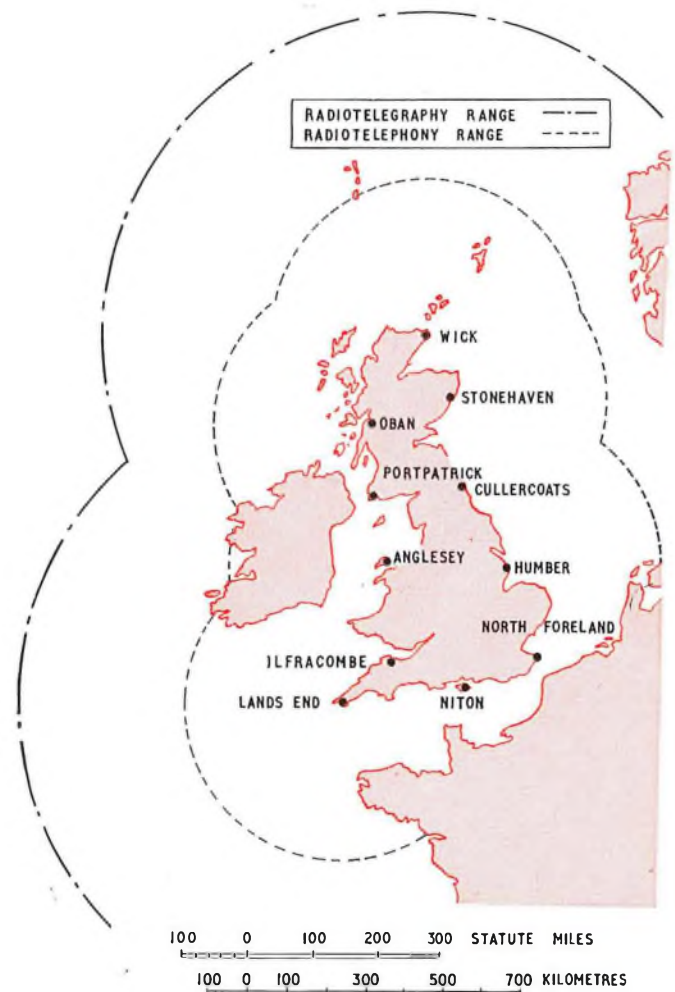 RADIOTELEGRAPHY RANGE
RADIOTELEPHONY RANGE
WICK
STONEHAVEN
OBAN
PORTPATRICK
CULLERCOATS
ANGLESEY
HUMBER
NORTH FORELAND
ILFRACOMBE
LANDS END
NITON
100 0 100 200 300 STATUTE MILES
100 0 100 300 500 700 KILOMETRES